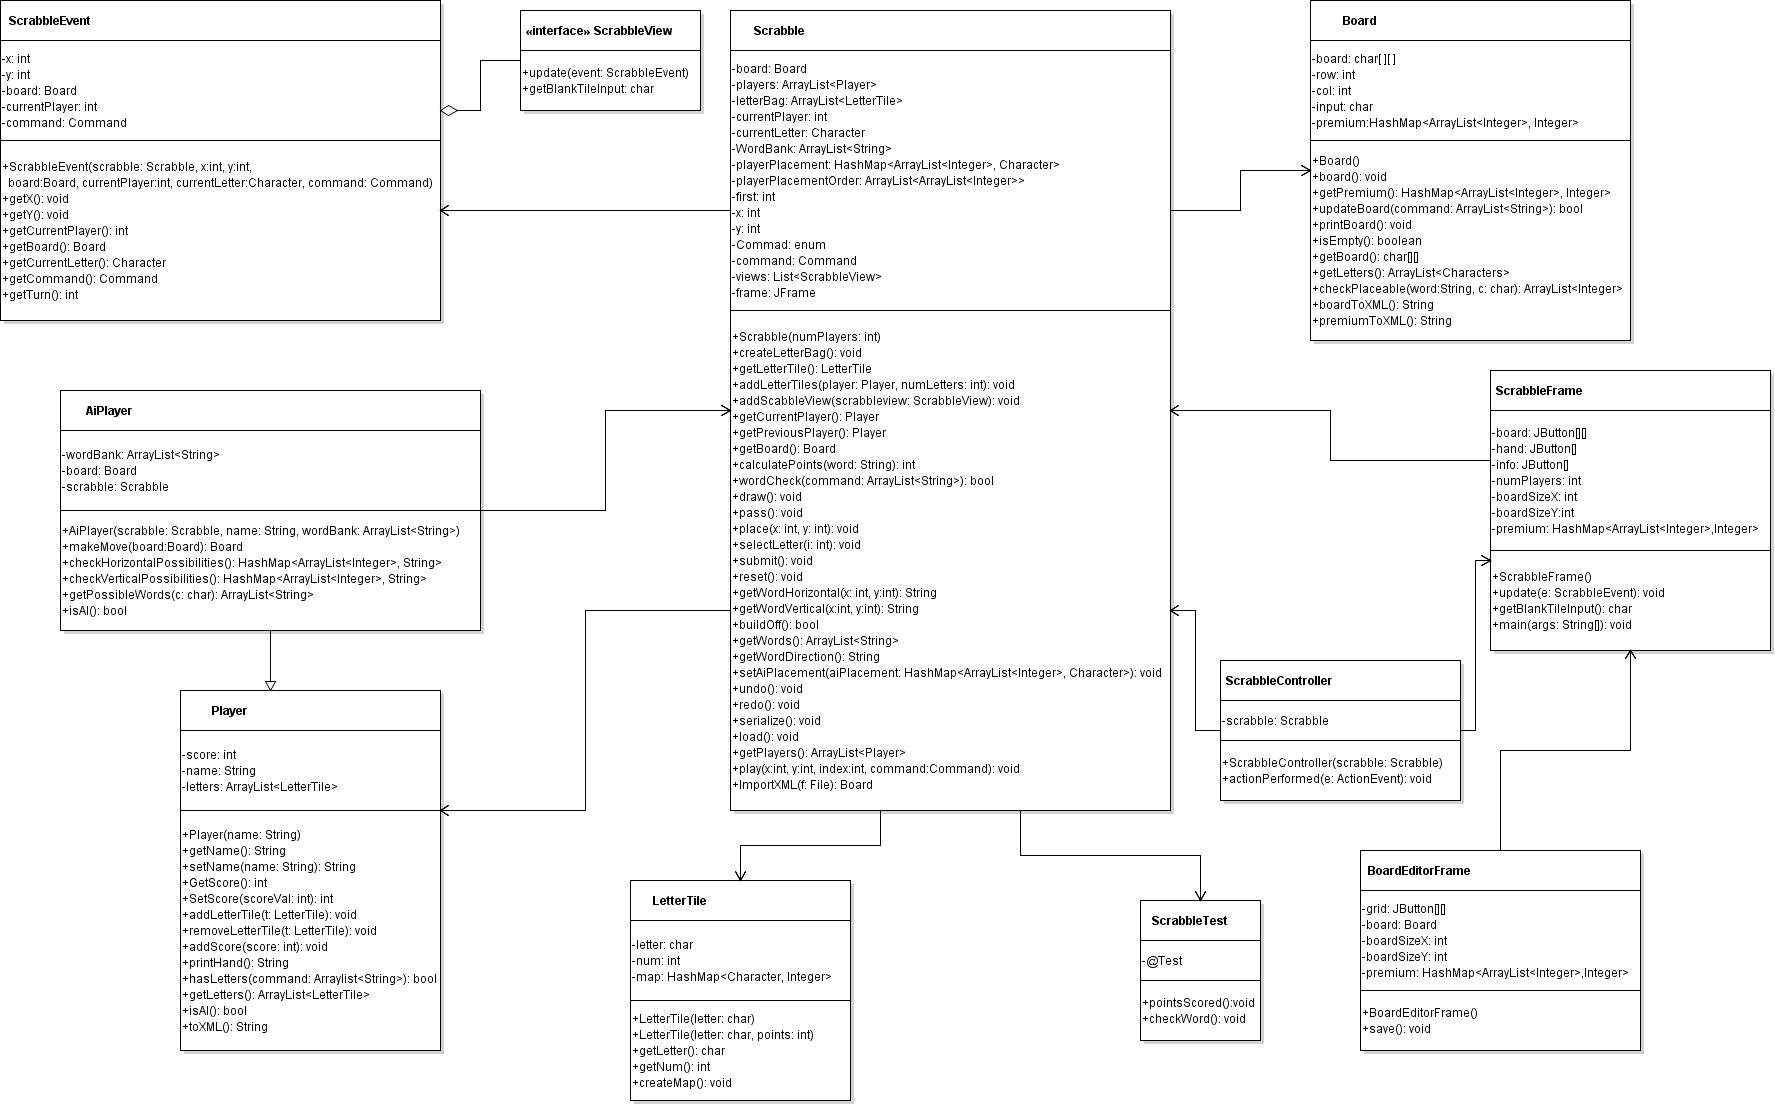 ScrabbleEvent
-x: int
-y: int
-board: Board
-currentPlayer: int
-command: Command
+ScrabbleEvent(scrabble: Scrabble, x:int, y:int,
board:Board, currentPlayer:int, currentLetter:Character, command: Command)
+getX(): void
+getY(): void
+getCurrentPlayer(): int
+getBoard(): Board
+getCurrentLetter(): Character
+getCommand(): Command
+getTurn(): int
«interface» ScrabbleView
+update(event: ScrabbleEvent)
+getBlankTileInput: char
Scrabble
-board: Board
-players: ArrayList<Player>
-letterBag: ArrayList<LetterTile>
-currentPlayer: int
-currentLetter: Character
-WordBank: ArrayList<String>
-playerPlacement: HashMap<ArrayList<Integer>, Character>
-playerPlacementOrder: ArrayList<ArrayList<Integer>>
-first: int
-x: int
-y: int
-Commad: enum
-command: Command
-views: List<ScrabbleView>
-frame: JFrame
+Scrabble(numPlayers: int)
+createLetterBag(): void
+getLetterTile(): LetterTile
+addLetterTiles(player: Player, numLetters: int): void
+addScabbleView(scrabbleview: ScrabbleView): void
+getCurrentPlayer(): Player
+getPreviousPlayer(): Player
+getBoard(): Board
+calculatePoints(word: String): int
+wordCheck(command: ArrayList<String>): bool
+draw(): void
+pass(): void
+place(x: int, y: int): void
+selectLetter(i: int): void
+submit(): void
+reset(): void
+getWordHorizontal(x: int, y:int): String
+getWordVertical(x:int, y:int): String
+buildOff(): bool
+getWords(): ArrayList<String>
+getWordDirection(): String
+setAiPlacement(aiPlacement: HashMap<ArrayList<Integer>, Character>): void
+undo(): void
+redo(): void
+serialize(): void
+load(): void
+getPlayers(): ArrayList<Player>
+play(x:int, y:int, index:int, command:Command): void
+ImportXML(f: File): Board
Board
-board: char[ ][ ]
-row: int
-col: int
-input: char
-premium:HashMap<ArrayList<Integer>, Integer>
+Board()
+board(): void
+getPremium(): HashMap<ArrayList<Integer>, Integer>
+updateBoard(command: ArrayList<String>): bool
+printBoard(): void
+isEmpty(): boolean
+getBoard(): char[][]
+getLetters(): ArrayList<Characters>
+checkPlaceable(word:String, c: char): ArrayList<Integer>
+boardToXML(): String
+premiumToXML(): String
AiPlayer
-wordBank: ArrayList<String>
-board: Board
-scrabble: Scrabble
+AiPlayer(scrabble: Scrabble, name: String, wordBank: ArrayList<String>)
+makeMove(board:Board): Board
+checkHorizontalPossibilities(): HashMap<ArrayList<Integer>, String>
+checkVerticalPossibilities(): HashMap<ArrayList<Integer>, String>
+getPossibleWords(c: char): ArrayList<String>
+isAI(): bool
ScrabbleFrame
-board: JButton[][]
-hand: JButton[]
-info: JButton[]
-numPlayers: int
-boardSizeX: int
-boardSizeY:int
-premium: HashMap<ArrayList<Integer>,Integer>
+ScrabbleFrame()
+update(e: ScrabbleEvent): void
+getBlankTileInput(): char
+main(args: String[]): void
ScrabbleController
-scrabble: Scrabble
+ScrabbleController(scrabble: Scrabble)
+actionPerformed(e: ActionEvent): void
Player
-score: int
-name: String
-letters: ArrayList<LetterTile>
+Player(name: String)
+getName(): String
+setName(name: String): String
+GetScore(): int
+SetScore(scoreVal: int): int
+addLetterTile(t: LetterTile): void
+removeLetterTile(t: LetterTile): void
+addScore(score: int): void
+printHand(): String
+hasLetters(command: Arraylist<String>): bool
+getLetters(): ArrayList<LetterTile>
+isAI(): bool
+toXML(): String
LetterTile
-letter: char
-num: int
-map: HashMap<Character, Integer>
+LetterTile(letter: char)
+LetterTile(letter: char, points: int)
+getLetter: char
+getNum(): int
+createMap(): void
ScrabbleTest
-@Test
+pointsScored():void
+checkWord(): void
BoardEditorFrame
-grid: JButton[][]
-board: Board
-boardSizeX: int
-boardSizeY: int
-premium: HashMap<ArrayList<Integer>,Integer>
+BoardEditorFrame()
+save(): void